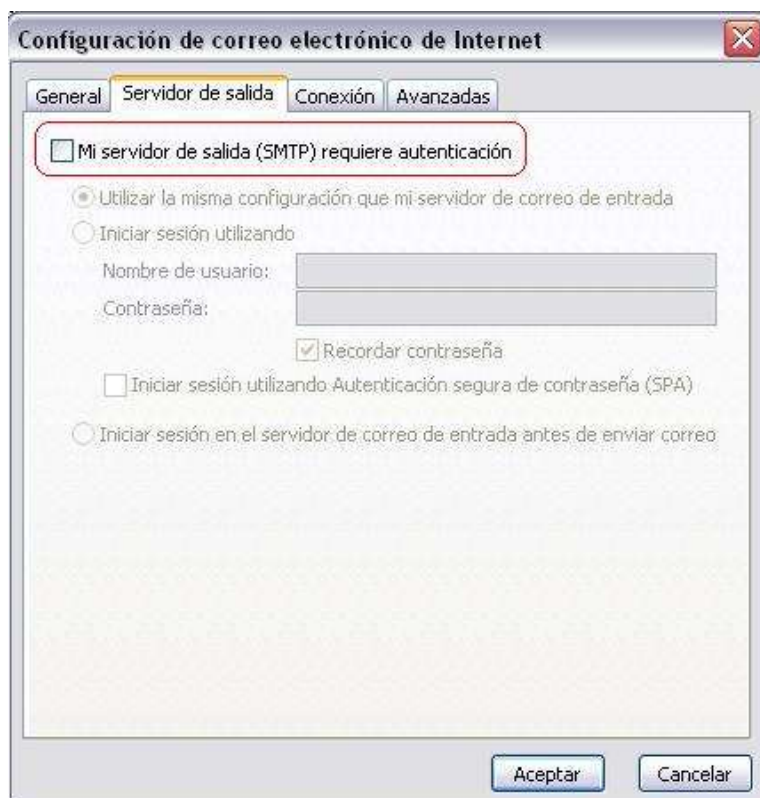 Configuración de correo electrónico de Internet
General Servidor de salida Conexión Avanzadas
Mi servidor de salida (SMTP) requiere autenticación
Utilizar la misma configuración que mi servidor de correo de entrada
Iniciar sesión utilizando
Nombre de usuario:
Contraseña:
Recordar contraseña
Iniciar sesión utilizando Autenticación segura de contraseña (SPA)
Iniciar sesión en el servidor de correo de entrada antes de enviar correo
Aceptar Cancelar